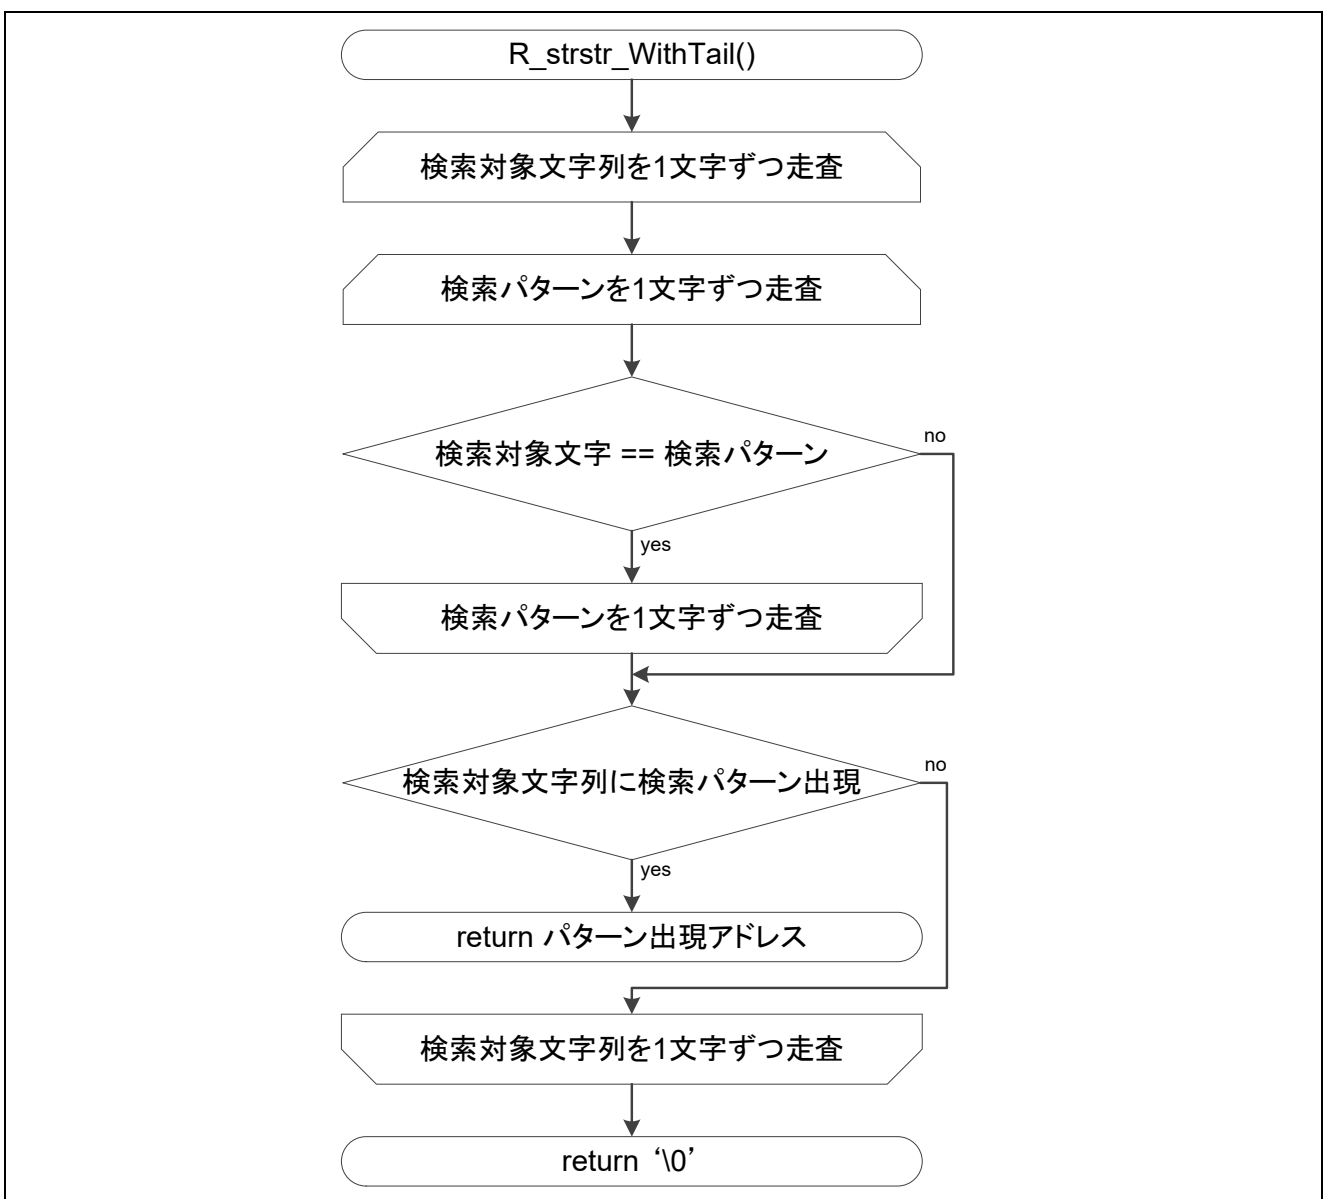 R_strstr_WithTail()
検索対象文字列を1文字ずつ走査
検索パターンを1文字ずつ走査
検索対象文字 == 検索パターン
no
yes
検索パターンを1文字ずつ走査
検索対象文字列に検索パターン出現
no
yes
return パターン出現アドレス
検索対象文字列を1文字ずつ走査
return ‘\0’